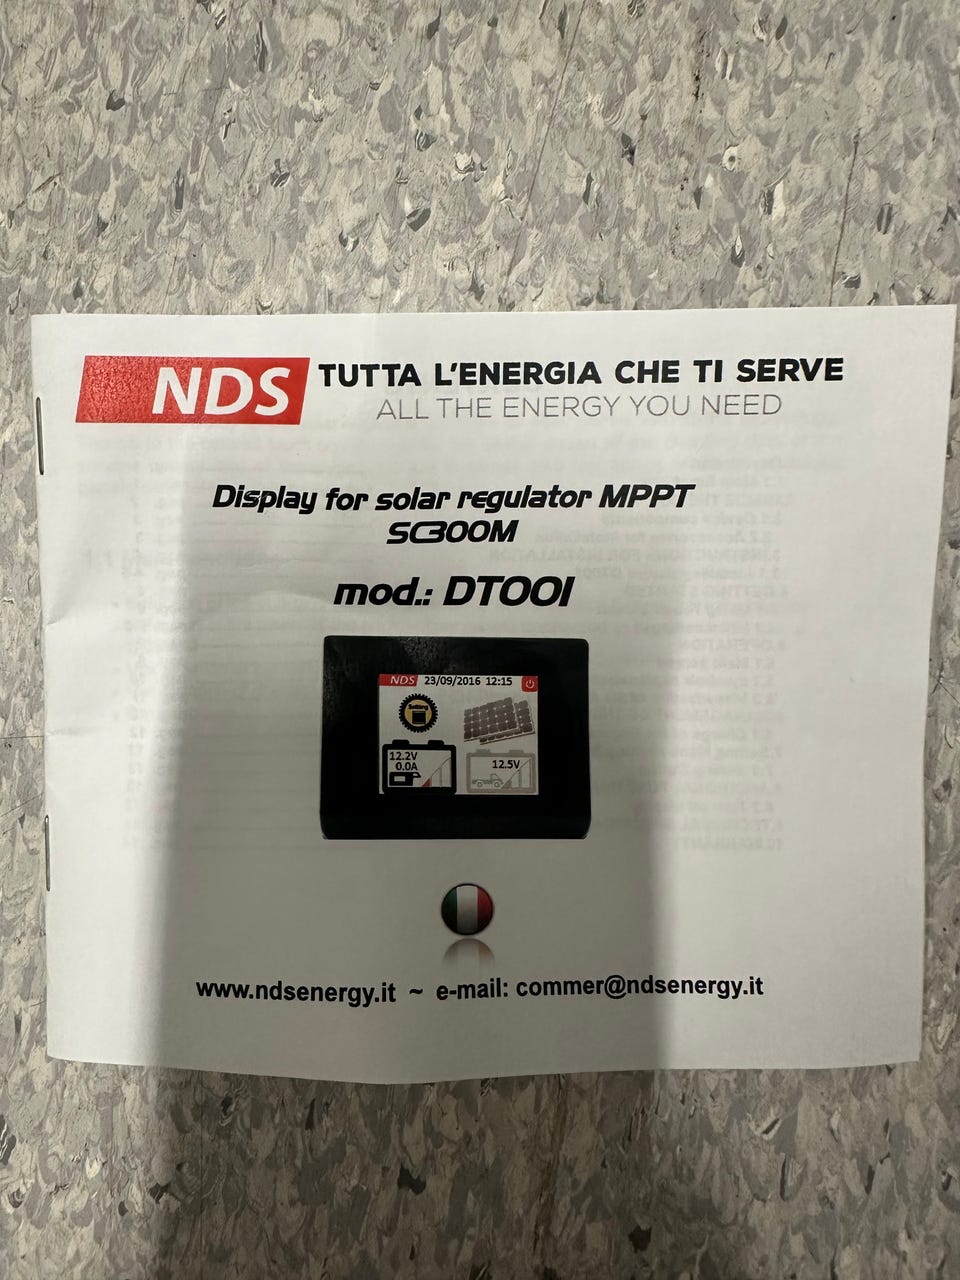 NDS TUTTA L'ENERGIA CHE TI SERVE
ALL THE ENERGY YOU NEED
Display for solar regulator MPPT
SC300M
mod.: DT001
NDS 23/09/2016 12:15
Setting
12.2V
0.0A
12.5V
www.ndsenergy.it ~ e-mail: commer@ndsenergy.it